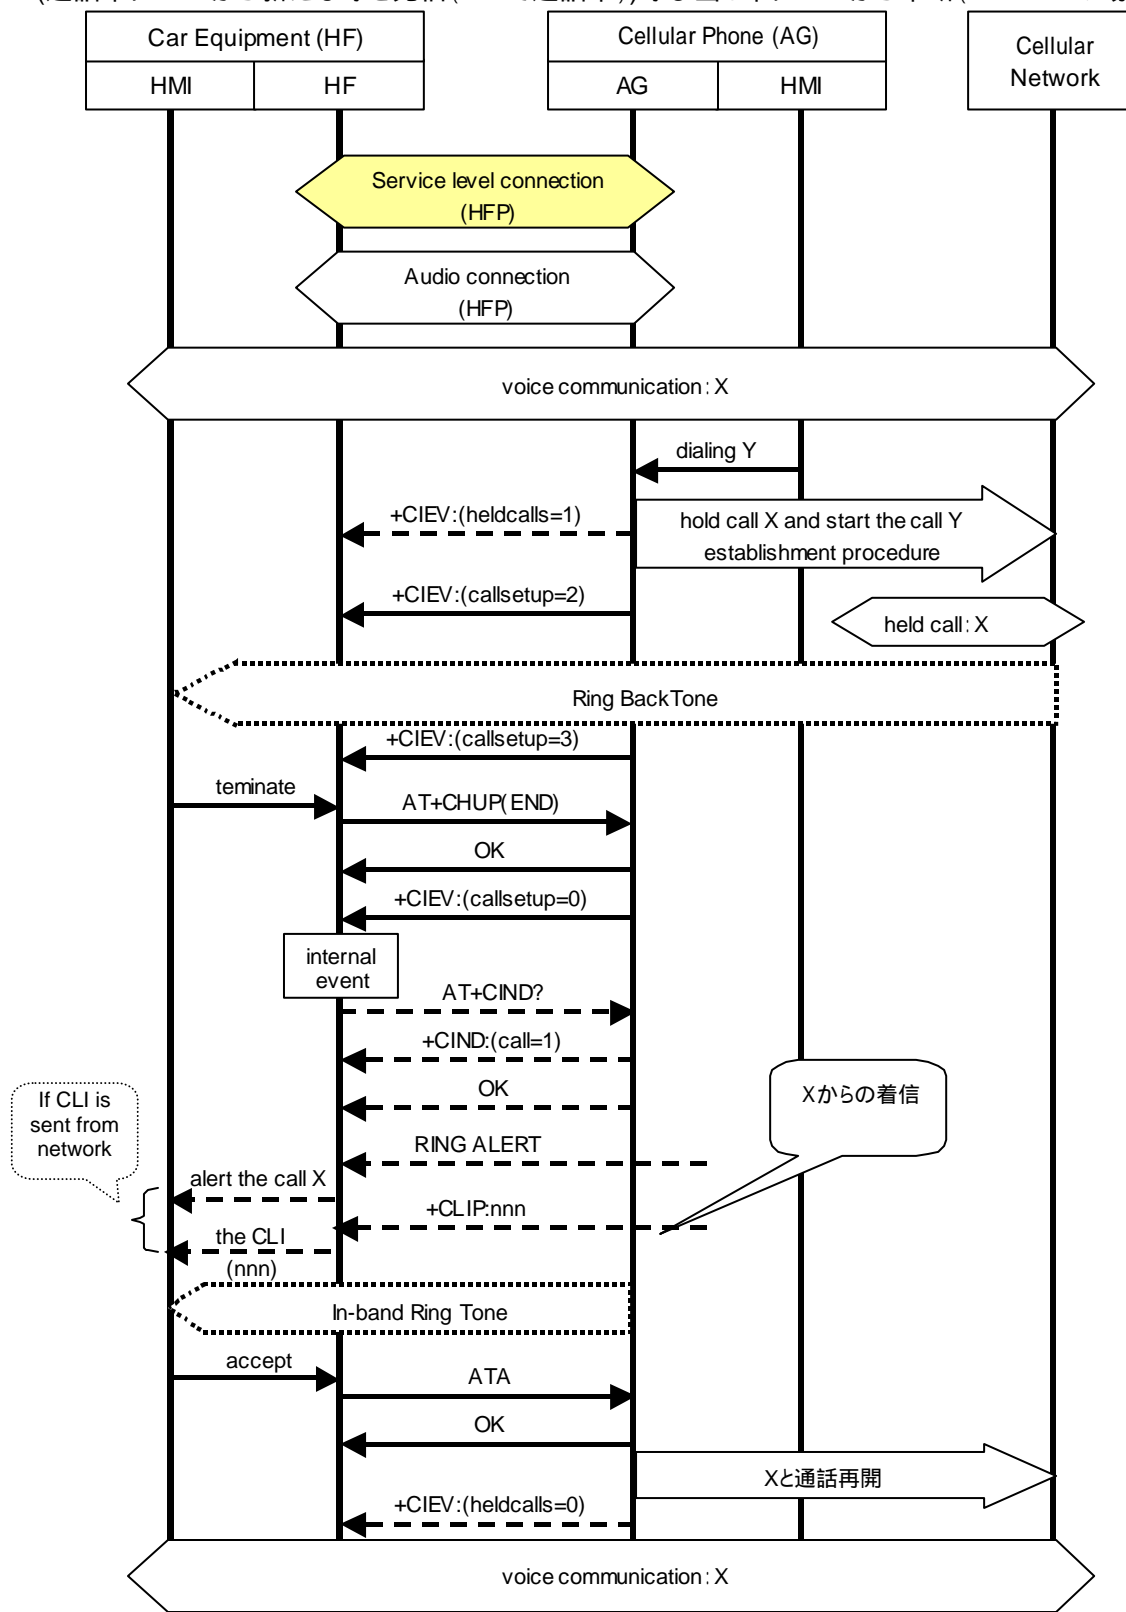 Car Equipment (HF)
HMI
HF
Cellular Phone (AG)
AG
HMI
Cellular
Network
Service level connection
(HFP)
Audio connection
(HFP)
voice communication: X
dialing Y
+CIEV:(heldcalls=1)
hold call X and start the call Y
establishment procedure
+CIEV:(callsetup=2)
held call: X
Ring BackTone
+CIEV:(callsetup=3)
teminate
AT+CHUP(END)
OK
+CIEV:(callsetup=0)
internal
event
AT+CIND?
+CIND:(call=1)
OK
Xからの着信
If CLI is
sent from
network
RING ALERT
alert the call X
+CLIP:nnn
the CLI
(nnn)
In-band Ring Tone
accept
ATA
OK
Xと通話再開
+CIEV:(heldcalls=0)
voice communication: X